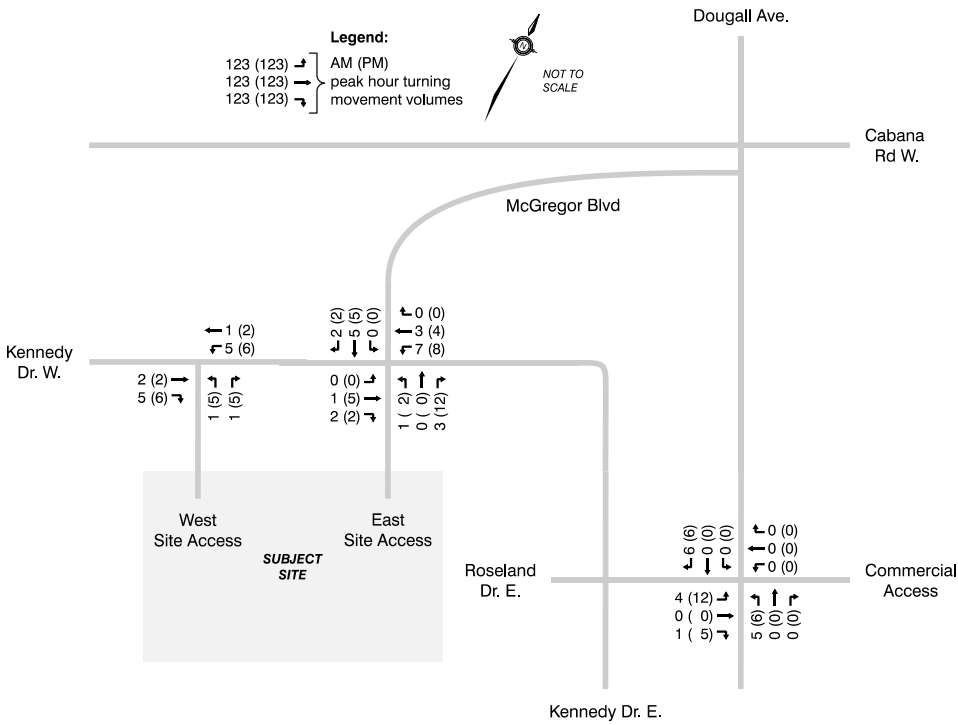 Dougall Ave.
Legend:
123 (123) AM (PM)
123 (123) peak hour turning
123 (123) movement volumes
N
NOT TO
SCALE
Cabana
Rd W.
McGregor Blvd
Kennedy
Dr. W.
1 (2)
5 (6)
2 (2)
5 (6)
1 (5)
1 (5)
2 (2)
5 (5)
0 (0)
0 (0)
3 (4)
7 (8)
0 (0)
1 (5)
2 (2)
1 ( 2)
0 ( 0)
3 (12)
West
Site Access
East
Site Access
SUBJECT
SITE
Roseland
Dr. E.
6 (6)
0 (0)
0 (0)
0 (0)
0 (0)
0 (0)
4 (12)
0 ( 0)
1 ( 5)
5 (6)
0 (0)
0 (0)
Commercial
Access
Kennedy Dr. E.